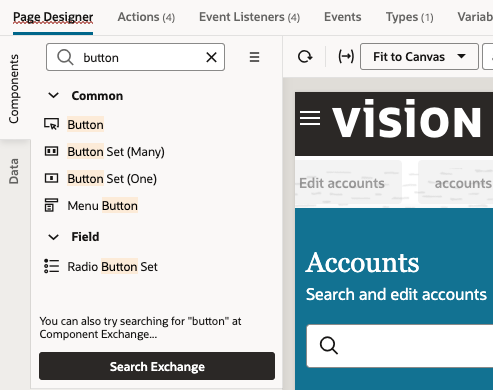 Page Designer Actions (4) Event Listeners (4) Events Types (1) Variab
Components
Data
button
Fit to Canvas
Common
Button
Button Set (Many)
Button Set (One)
Menu Button
Field
Radio Button Set
You can also try searching for "button" at
Component Exchange...
Search Exchange
vision
Edit accounts accounts
Accounts
Search and edit accounts